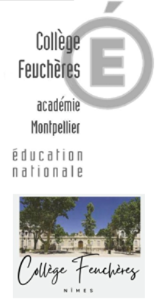 Collège
Feuchères
É
académie
Montpellier
éducation
nationale
Collège Feuchères
NÎMES